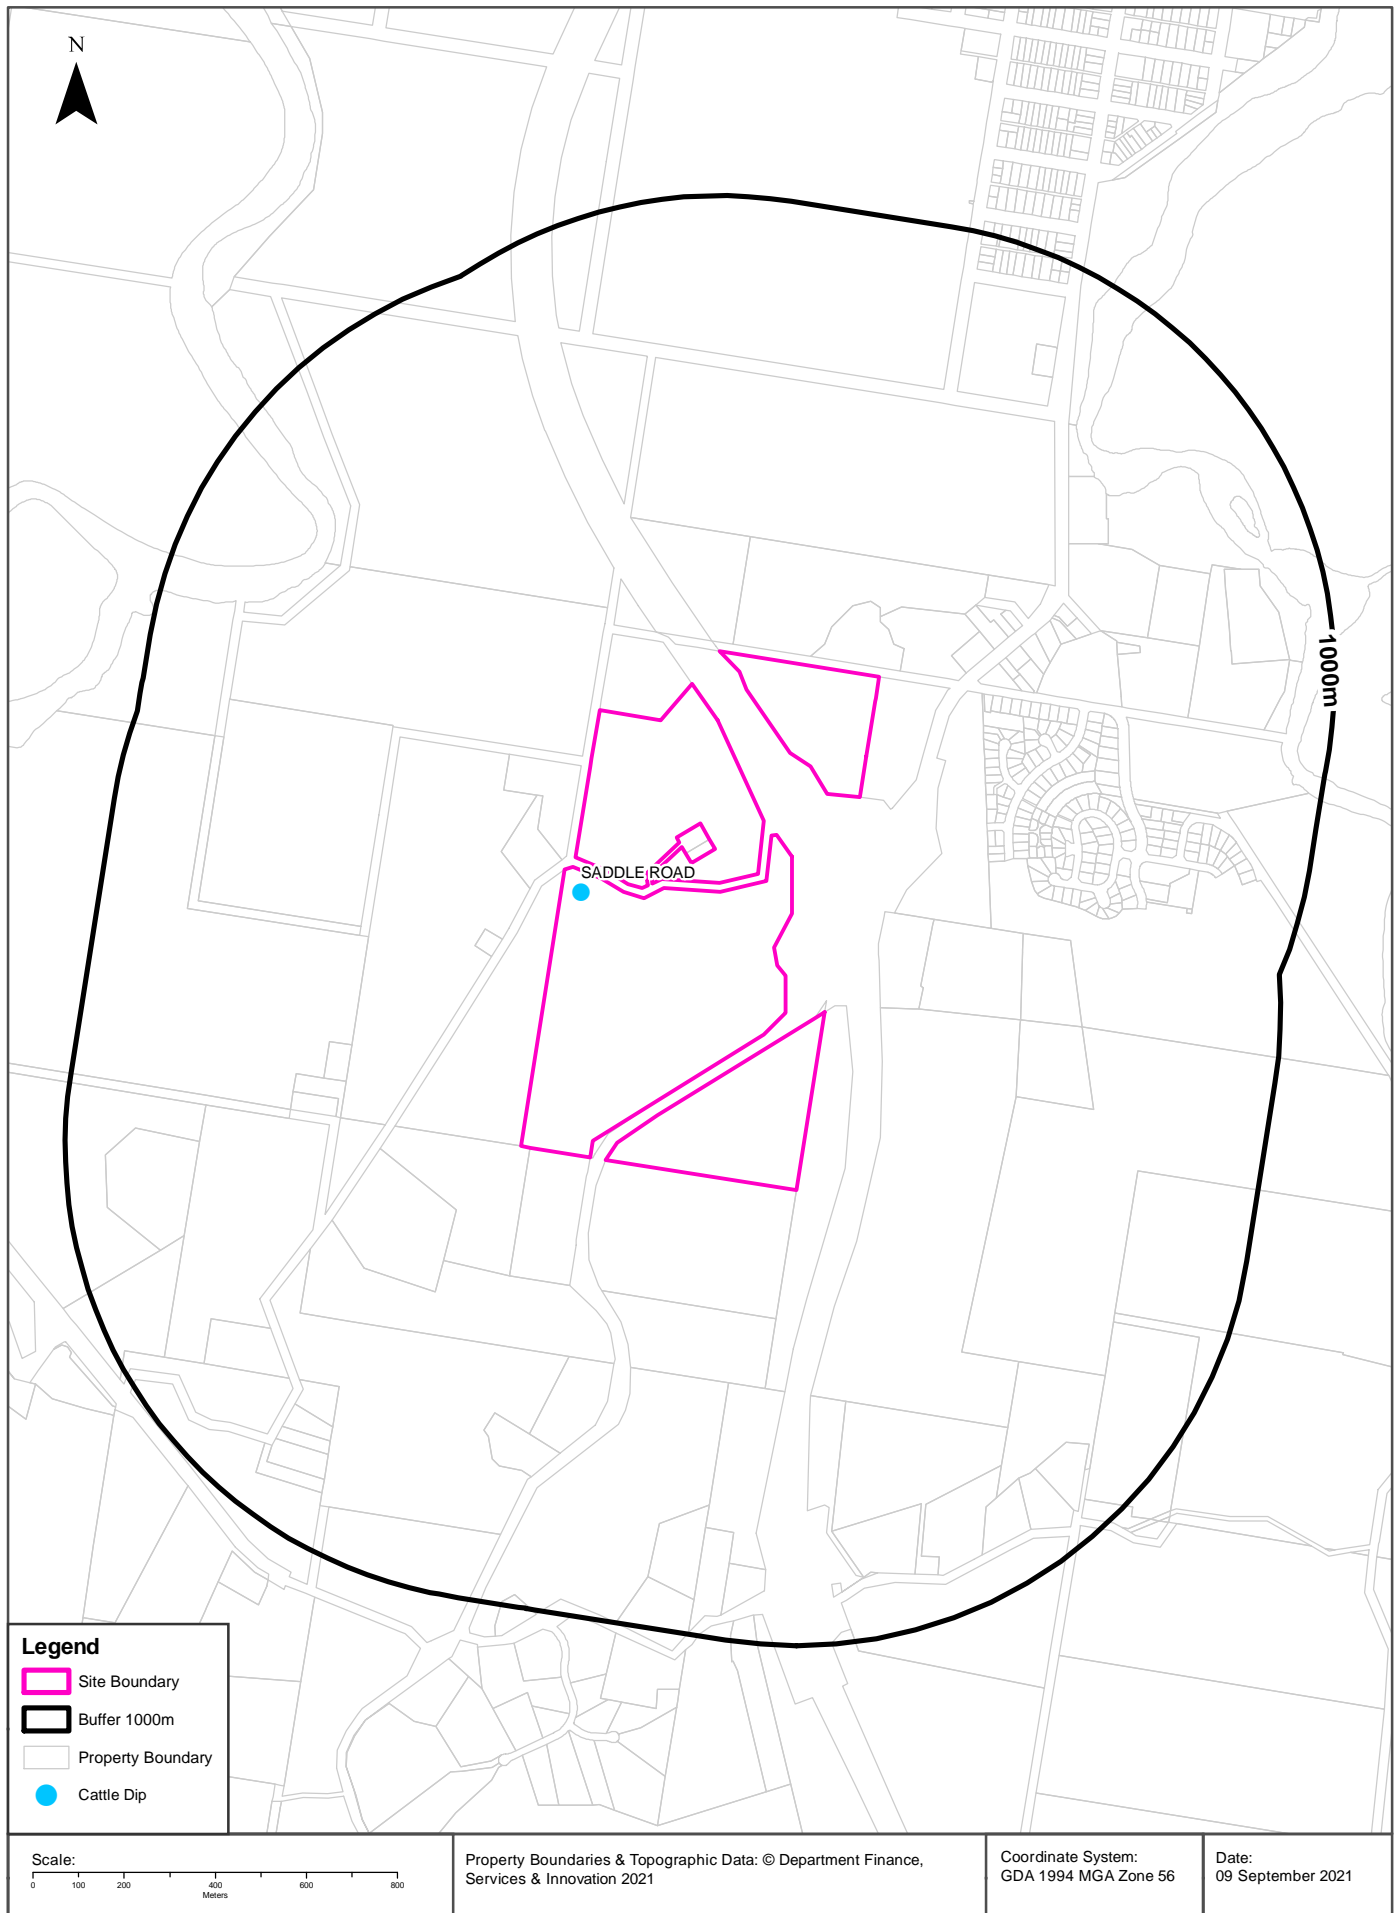 N
1000m
SADDLE ROAD
Legend
Site Boundary
Buffer 1000m
Property Boundary
Cattle Dip
Scale:
0 100 200 400 600 800
Meters
Property Boundaries & Topographic Data: © Department Finance,
Services & Innovation 2021
Coordinate System:
GDA 1994 MGA Zone 56
Date:
09 September 2021